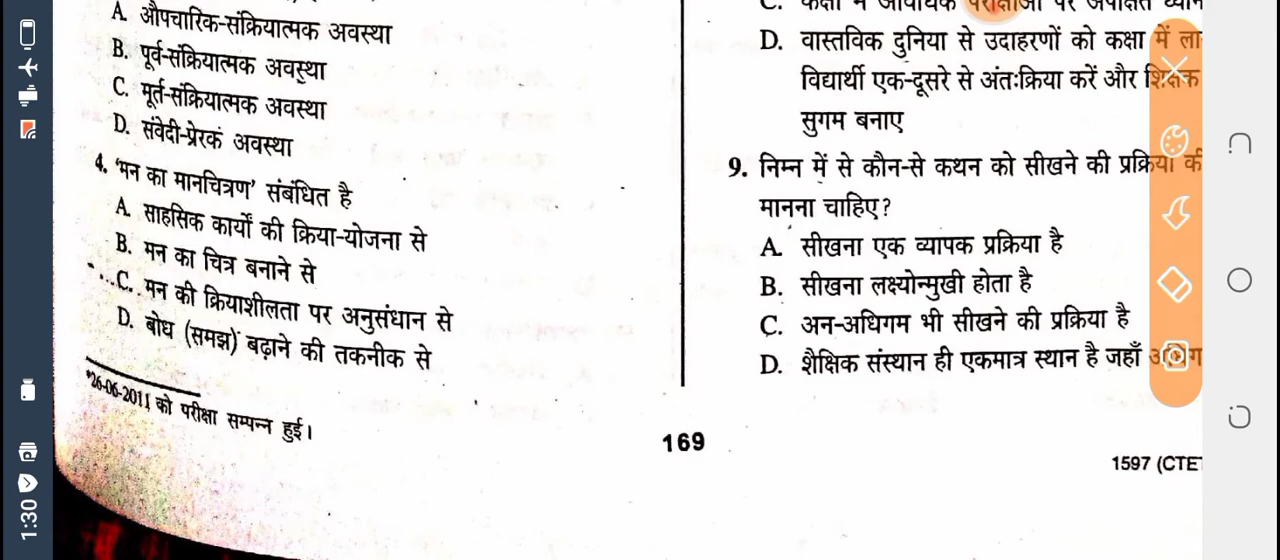 A. औपचारिक-संक्रियात्मक अवस्था
B. पूर्व-संक्रियात्मक अवस्था
C. मूर्त-संक्रियात्मक अवस्था
D. संवेदी-प्रेरक अवस्था
4. 'मन का मानचित्रण' संबंधित है
A. साहसिक कार्यों की क्रिया-योजना से
B. मन का चित्र बनाने से
C. मन की क्रियाशीलता पर अनुसंधान से
D. बोध (समझ) बढ़ाने की तकनीक से
*26-06-2011 को परीक्षा सम्पन्न हुई।
D. वास्तविक दुनिया से उदाहरणों को कक्षा में ला
विद्यार्थी एक-दूसरे से अंतःक्रिया करें और शिक्षक
सुगम बनाए
9. निम्न में से कौन-से कथन को सीखने की प्रक्रिया की
मानना चाहिए?
A. सीखना एक व्यापक प्रक्रिया है
B. सीखना लक्ष्योन्मुखी होता है
C. अन-अधिगम भी सीखने की प्रक्रिया है
D. शैक्षिक संस्थान ही एकमात्र स्थान है जहाँ
169
1597 (CTET
1:30